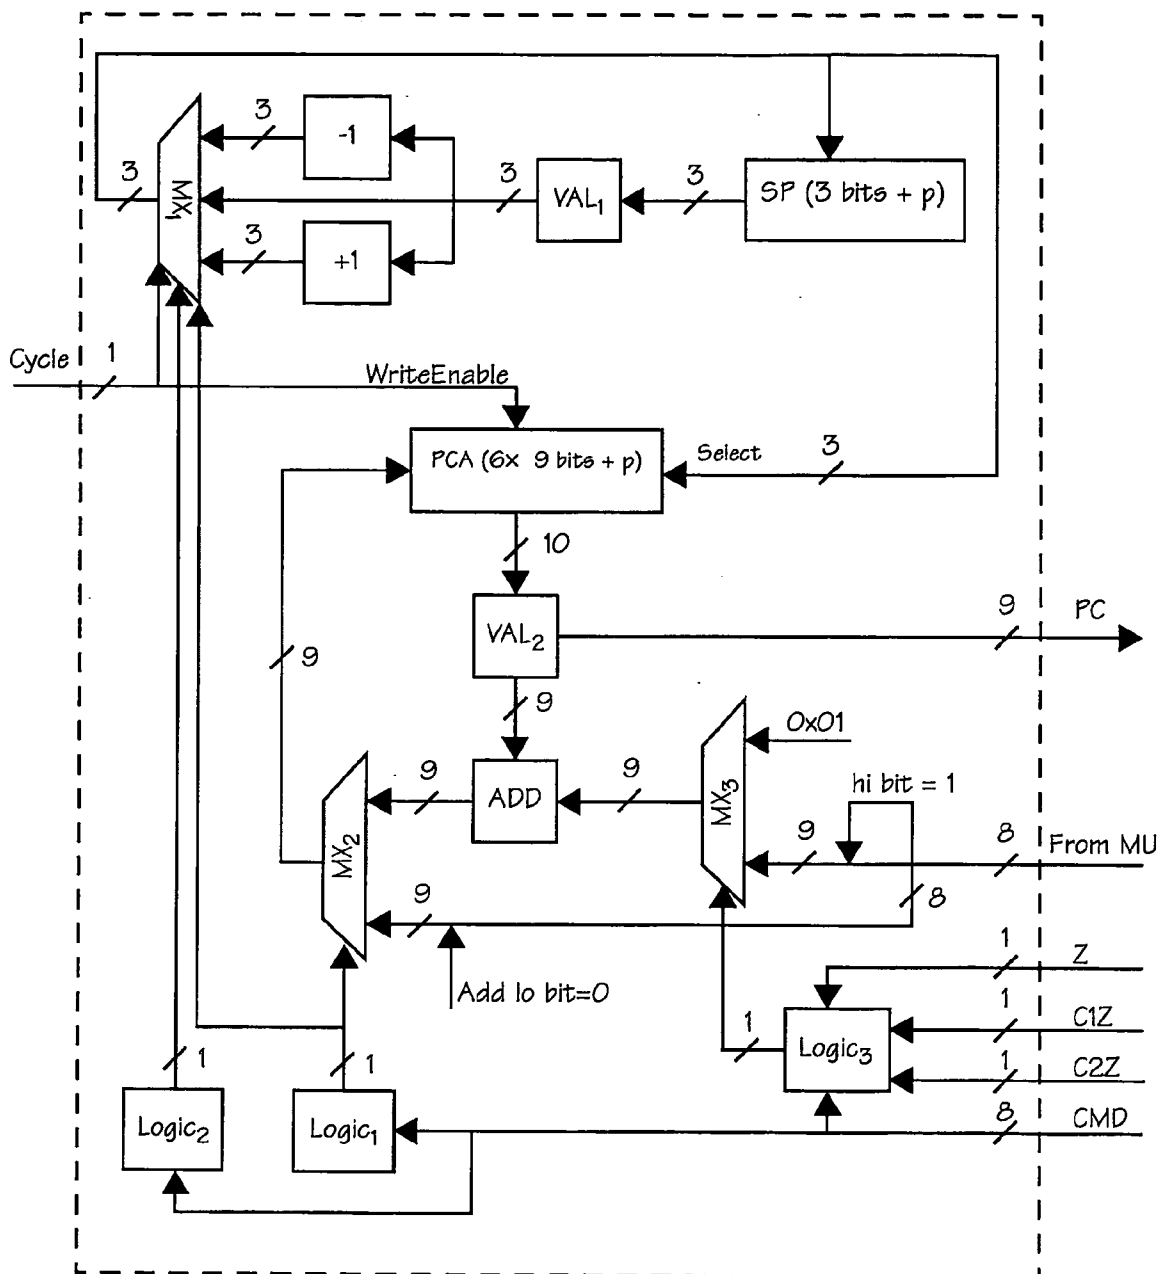 3
-1
3
MX1
3
VAL1
3
SP (3 bits + p)
3
+1
Cycle
1
WriteEnable
PCA (6x 9 bits + p)
Select
3
10
9
VAL2
9
PC
9
9
0x01
9
ADD
9
MX3
hi bit = 1
MX2
9
8
From MU
9
8
Add lo bit=0
1
Z
1
C1Z
1
Logic3
1
C2Z
1
1
Logic2
Logic1
8
CMD